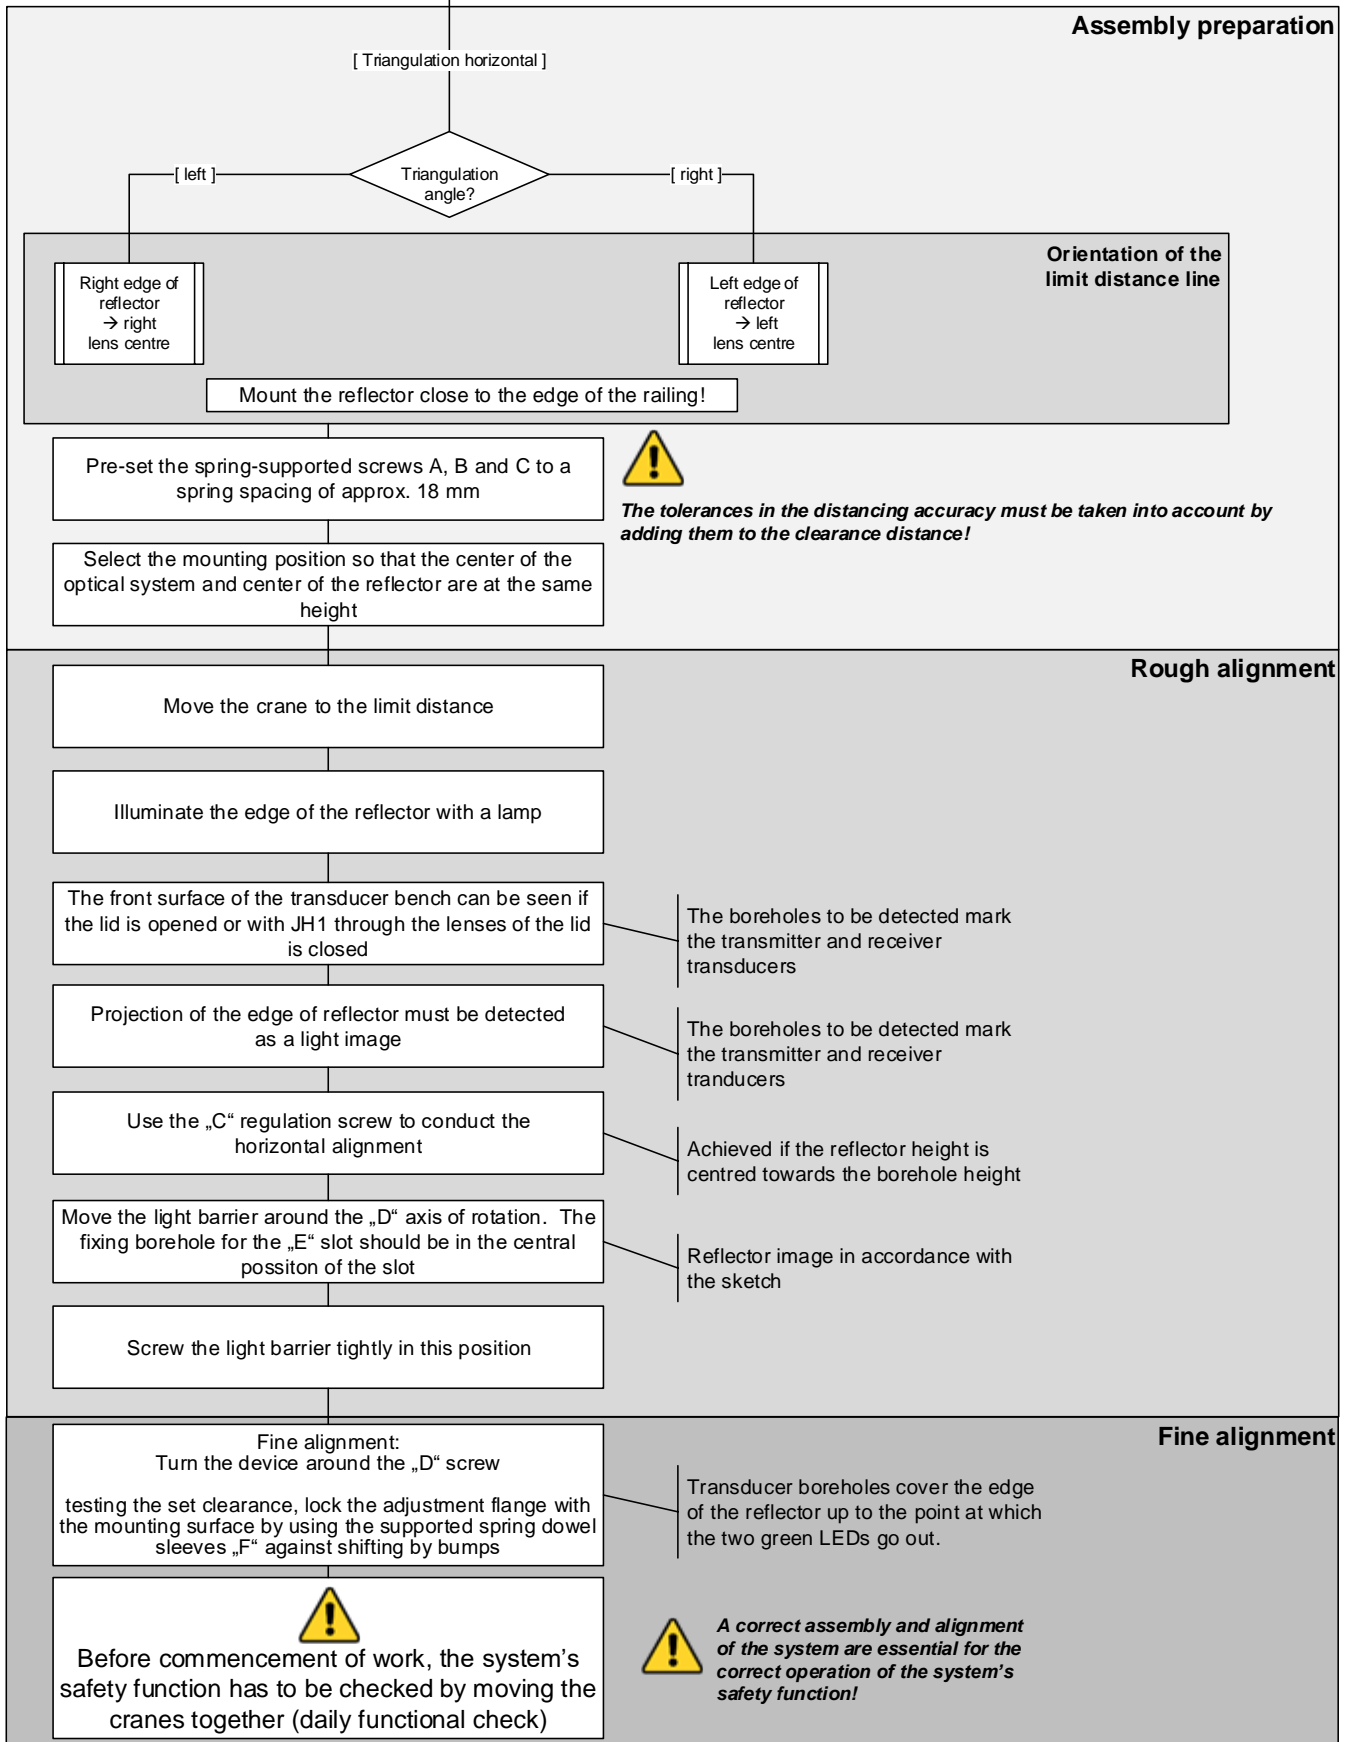 Assembly preparation
[ Triangulation horizontal ]
[ left ]
Triangulation
angle?
[ right ]
Orientation of the
limit distance line
Right edge of
reflector
→ right
lens centre
Left edge of
reflector
→ left
lens centre
Mount the reflector close to the edge of the railing!
Pre-set the spring-supported screws A, B and C to a
spring spacing of approx. 18 mm
The tolerances in the distancing accuracy must be taken into account by
adding them to the clearance distance!
Select the mounting position so that the center of the
optical system and center of the reflector are at the same
height
Rough alignment
Move the crane to the limit distance
Illuminate the edge of the reflector with a lamp
The front surface of the transducer bench can be seen if
the lid is opened or with JH1 through the lenses of the lid
is closed
The boreholes to be detected mark
the transmitter and receiver
transducers
Projection of the edge of reflector must be detected
as a light image
The boreholes to be detected mark
the transmitter and receiver
tranducers
Use the „C“ regulation screw to conduct the
horizontal alignment
Achieved if the reflector height is
centred towards the borehole height
Move the light barrier around the „D“ axis of rotation. The
fixing borehole for the „E“ slot should be in the central
possiton of the slot
Reflector image in accordance with
the sketch
Screw the light barrier tightly in this position
Fine alignment
Fine alignment:
Turn the device around the „D“ screw
testing the set clearance, lock the adjustment flange with
the mounting surface by using the supported spring dowel
sleeves „F“ against shifting by bumps
Transducer boreholes cover the edge
of the reflector up to the point at which
the two green LEDs go out.
Before commencement of work, the system's
safety function has to be checked by moving the
cranes together (daily functional check)
A correct assembly and alignment
of the system are essential for the
correct operation of the system's
safety function!